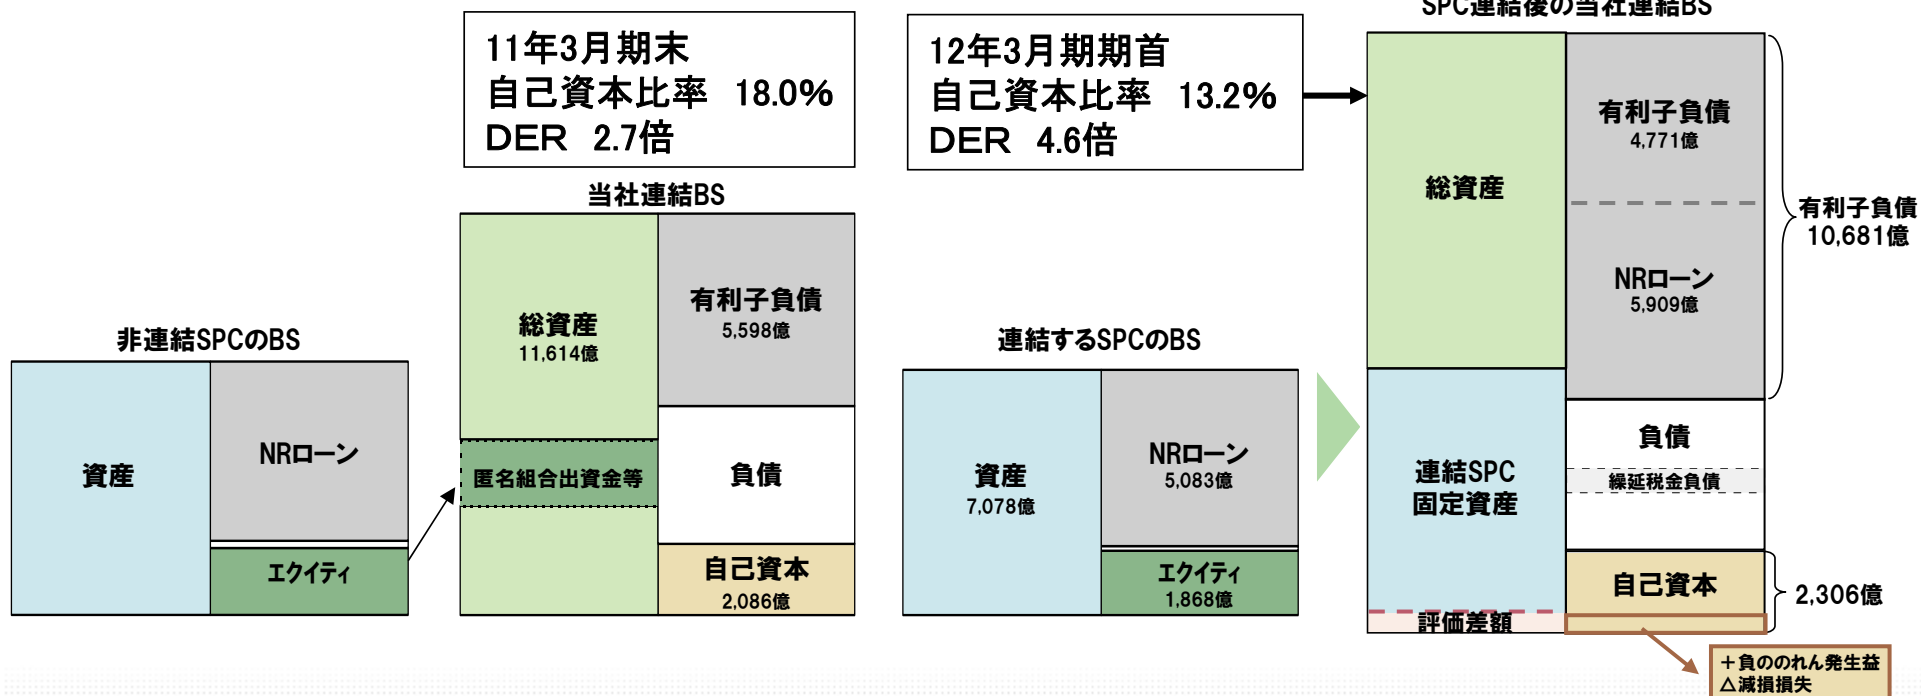 11年3月期末
自己資本比率 18.0%
DER 2.7倍
12年3月期期首
自己資本比率 13.2%
DER 4.6倍
SPC連結後の当社連結BS
非連結SPCのBS
資産
NRローン
エクイティ
当社連結BS
総資産
11,614億
匿名組合出資金等
有利子負債
5,598億
負債
自己資本
2,086億
連結するSPCのBS
資産
7,078億
NRローン
5,083億
エクイティ
1,868億
総資産
連結SPC
固定資産
評価差額
有利子負債
4,771億
NRローン
5,909億
負債
繰延税金負債
自己資本
有利子負債
10,681億
2,306億
+負ののれん発生益
△減損損失